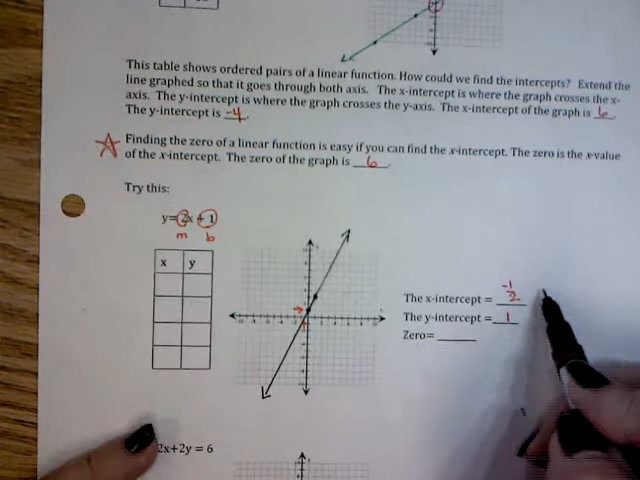 This table shows ordered pairs of a linear function. How could we find the intercepts? Extend the
line graphed so that it goes through both axis. The x-intercept is where the graph crosses the x-
axis. The y-intercept is where the graph crosses the y-axis. The x-intercept of the graph is 6.
The y-intercept is -4.
Finding the zero of a linear function is easy if you can find the x-intercept. The zero is the x-value
of the x-intercept. The zero of the graph is 6.
Try this:
y=2x + 1
m b
x y
The x-intercept = -1/2
The y-intercept = 1
Zero= ______
2x+2y = 6